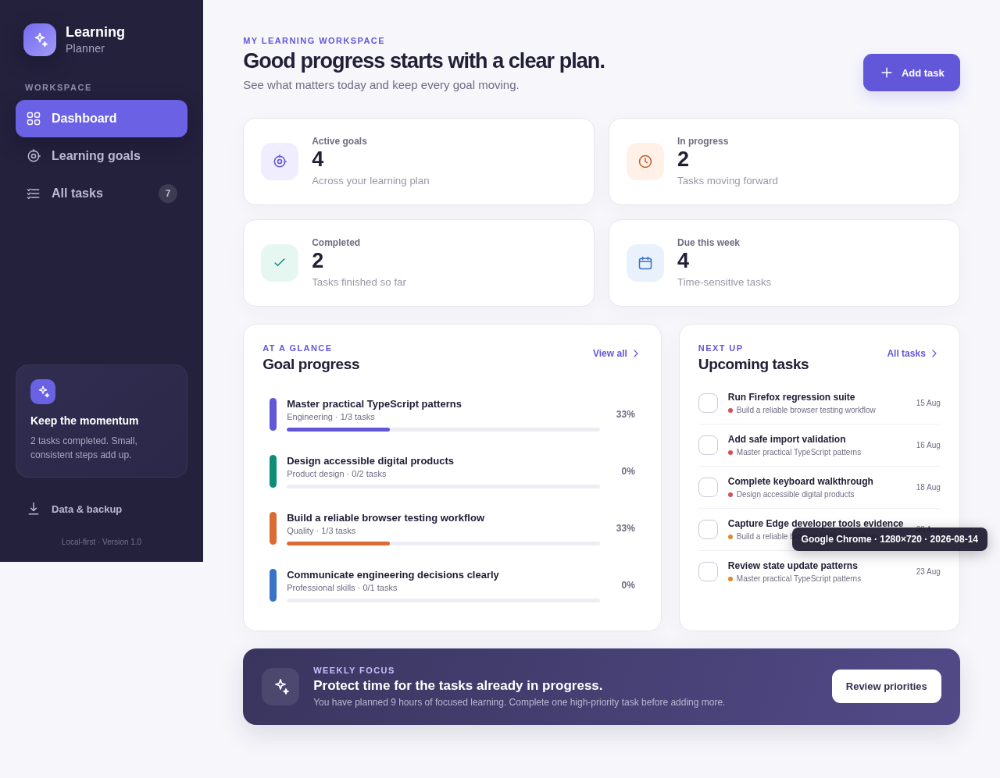 Learning
Planner
WORKSPACE
Dashboard
Learning goals
All tasks
7
Keep the momentum
2 tasks completed. Small,
consistent steps add up.
Data & backup
Local-first · Version 1.0
MY LEARNING WORKSPACE
Good progress starts with a clear plan.
See what matters today and keep every goal moving.
Add task
Active goals
4
Across your learning plan
In progress
2
Tasks moving forward
Completed
2
Tasks finished so far
Due this week
4
Time-sensitive tasks
AT A GLANCE
Goal progress
View all
Master practical TypeScript patterns
Engineering · 1/3 tasks
33%
Design accessible digital products
Product design · 0/2 tasks
0%
Build a reliable browser testing workflow
Quality · 1/3 tasks
33%
Communicate engineering decisions clearly
Professional skills · 0/1 tasks
0%
NEXT UP
Upcoming tasks
All tasks
Run Firefox regression suite
Build a reliable browser testing workflow
15 Aug
Add safe import validation
Master practical TypeScript patterns
16 Aug
Complete keyboard walkthrough
Design accessible digital products
18 Aug
Capture Edge developer tools evidence
Build a reliable
Google Chrome · 1280×720 · 2026-08-14
Review state update patterns
Master practical TypeScript patterns
23 Aug
WEEKLY FOCUS
Protect time for the tasks already in progress.
You have planned 9 hours of focused learning. Complete one high-priority task before adding more.
Review priorities